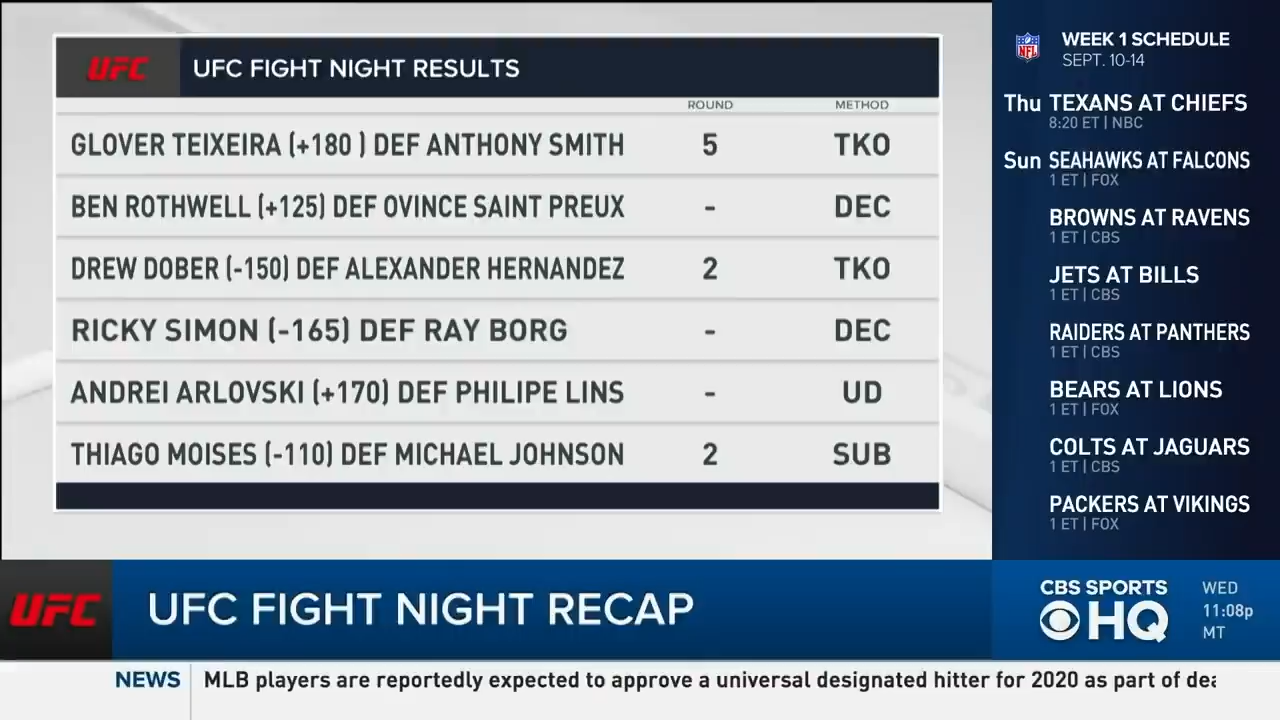 UFC UFC FIGHT NIGHT RESULTS
ROUND METHOD
GLOVER TEIXEIRA (+180 ) DEF ANTHONY SMITH 5 TKO
BEN ROTHWELL (+125) DEF OVINCE SAINT PREUX - DEC
DREW DOBER (-150) DEF ALEXANDER HERNANDEZ 2 TKO
RICKY SIMON (-165) DEF RAY BORG - DEC
ANDREI ARLOVSKI (+170) DEF PHILIPE LINS - UD
THIAGO MOISES (-110) DEF MICHAEL JOHNSON 2 SUB
NFL
WEEK 1 SCHEDULE
SEPT. 10-14
Thu TEXANS AT CHIEFS
8:20 ET | NBC
Sun SEAHAWKS AT FALCONS
1 ET | FOX
BROWNS AT RAVENS
1 ET | CBS
JETS AT BILLS
1 ET | CBS
RAIDERS AT PANTHERS
1 ET | CBS
BEARS AT LIONS
1 ET | FOX
COLTS AT JAGUARS
1 ET | CBS
PACKERS AT VIKINGS
1 ET | FOX
UFC UFC FIGHT NIGHT RECAP
CBS SPORTS
HQ
WED
11:08p
MT
NEWS MLB players are reportedly expected to approve a universal designated hitter for 2020 as part of